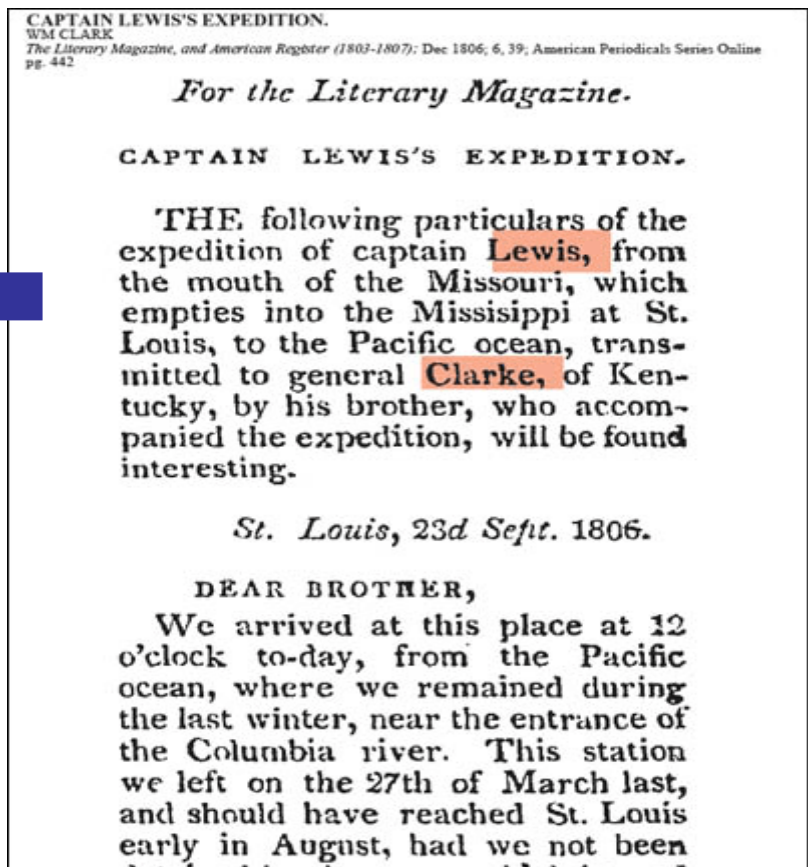 CAPTAIN LEWIS'S EXPEDITION.
WM CLARK
The Literary Magazine, and American Register (1803-1807); Dec 1806; 6, 39; American Periodicals Series Online
pg. 442
For the Literary Magazine.
CAPTAIN LEWIS'S EXPEDITION.
THE following particulars of the
expedition of captain Lewis, from
the mouth of the Missouri, which
empties into the Missisippi at St.
Louis, to the Pacific ocean, trans-
mitted to general Clarke, of Ken-
tucky, by his brother, who accom-
panied the expedition, will be found
interesting.
St. Louis, 23d Sept. 1806.
DEAR BROTHER,
We arrived at this place at 12
o'clock to-day, from the Pacific
ocean, where we remained during
the last winter, near the entrance of
the Columbia river. This station
we left on the 27th of March last,
and should have reached St. Louis
early in August, had we not been